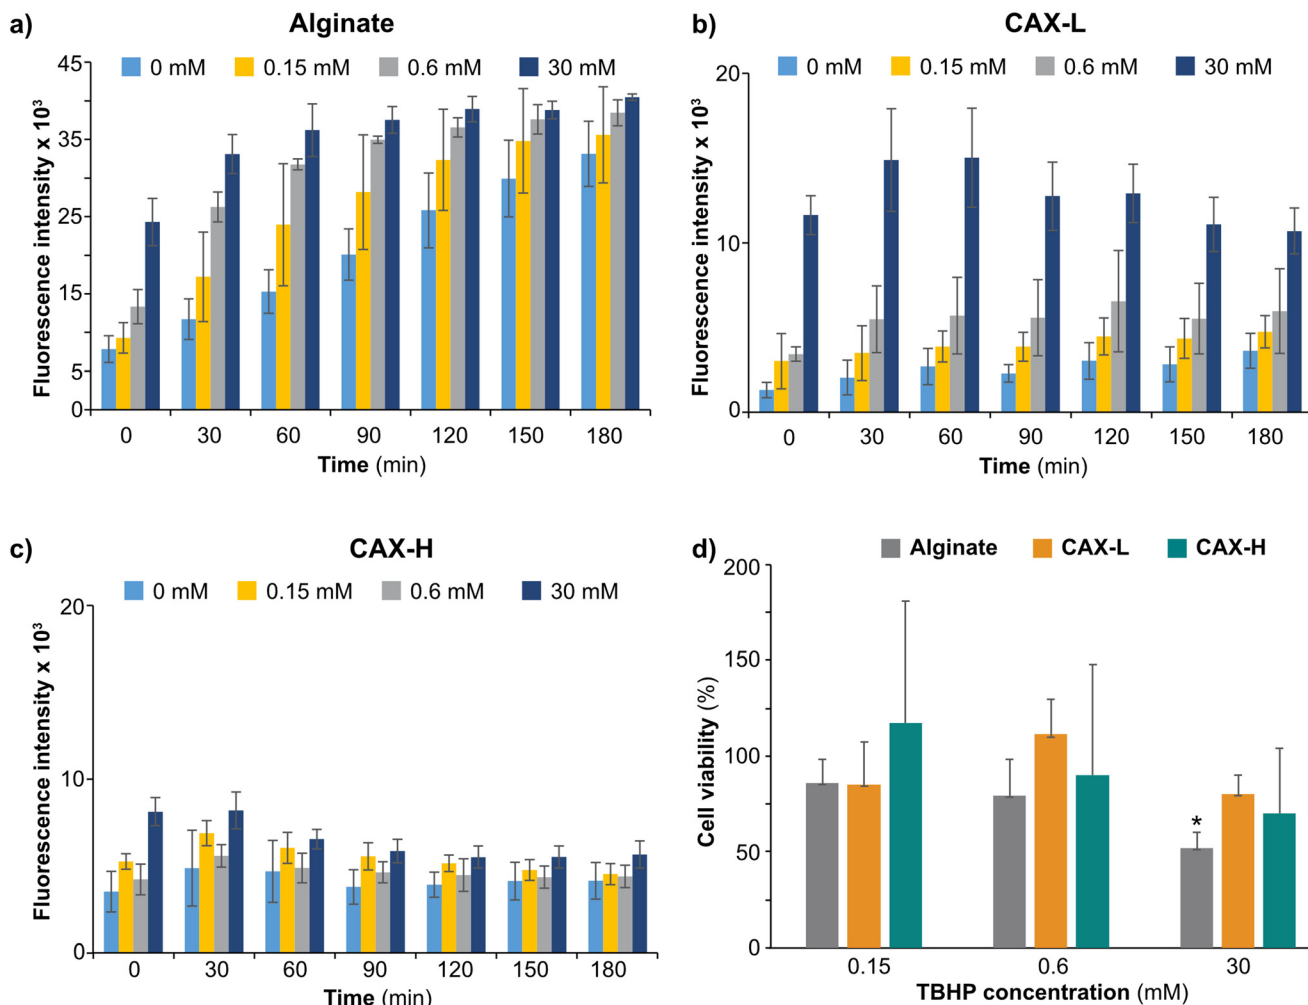 a)
Alginate
0 mM 0.15 mM 0.6 mM 30 mM
Fluorescence intensity x 10³
45
35
25
15
5
0
0 30 60 90 120 150 180
Time (min)
b)
CAX-L
0 mM 0.15 mM 0.6 mM 30 mM
Fluorescence intensity x 10³
20
10
0
0 30 60 90 120 150 180
Time (min)
c)
CAX-H
0 mM 0.15 mM 0.6 mM 30 mM
Fluorescence intensity x 10³
20
10
0
0 30 60 90 120 150 180
Time (min)
d)
Alginate CAX-L CAX-H
Cell viability (%)
200
150
100
50
0
*
0.15 0.6 30
TBHP concentration (mM)